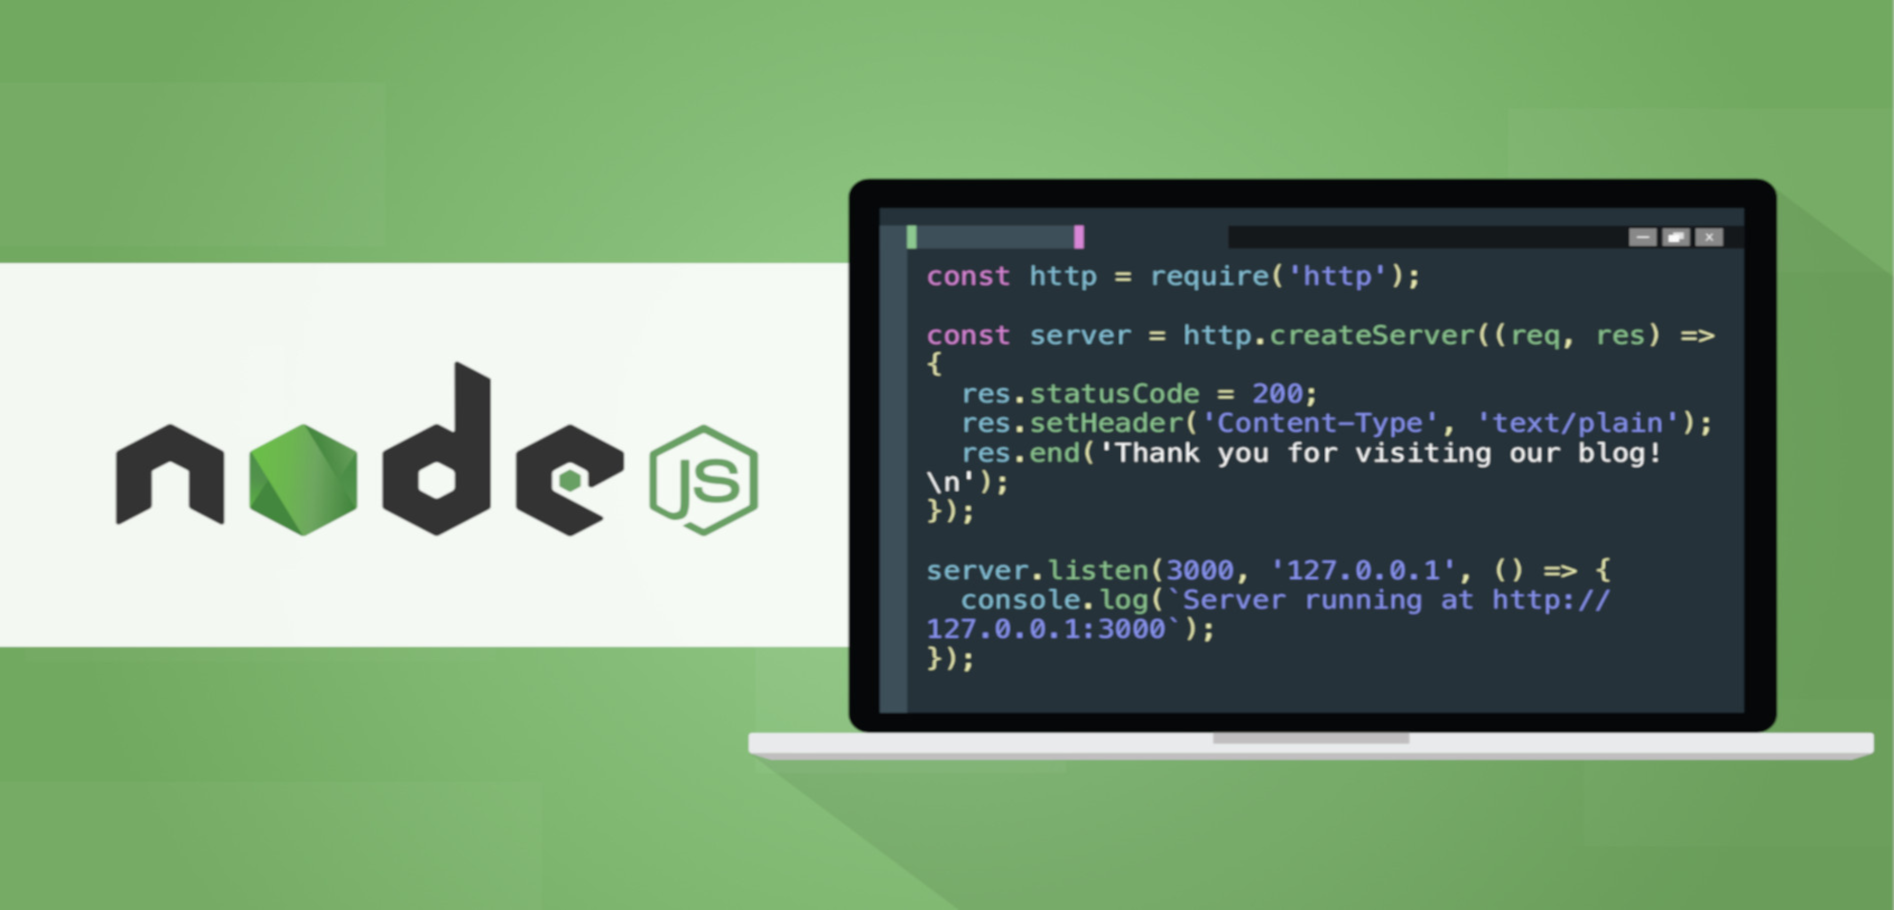 node
JS
const http = require('http');
const server = http.createServer((req, res) =>
{
  res.statusCode = 200;
  res.setHeader('Content-Type', 'text/plain');
  res.end('Thank you for visiting our blog!
\n');
});
server.listen(3000, '127.0.0.1', () => {
  console.log(`Server running at http://
127.0.0.1:3000`);
});